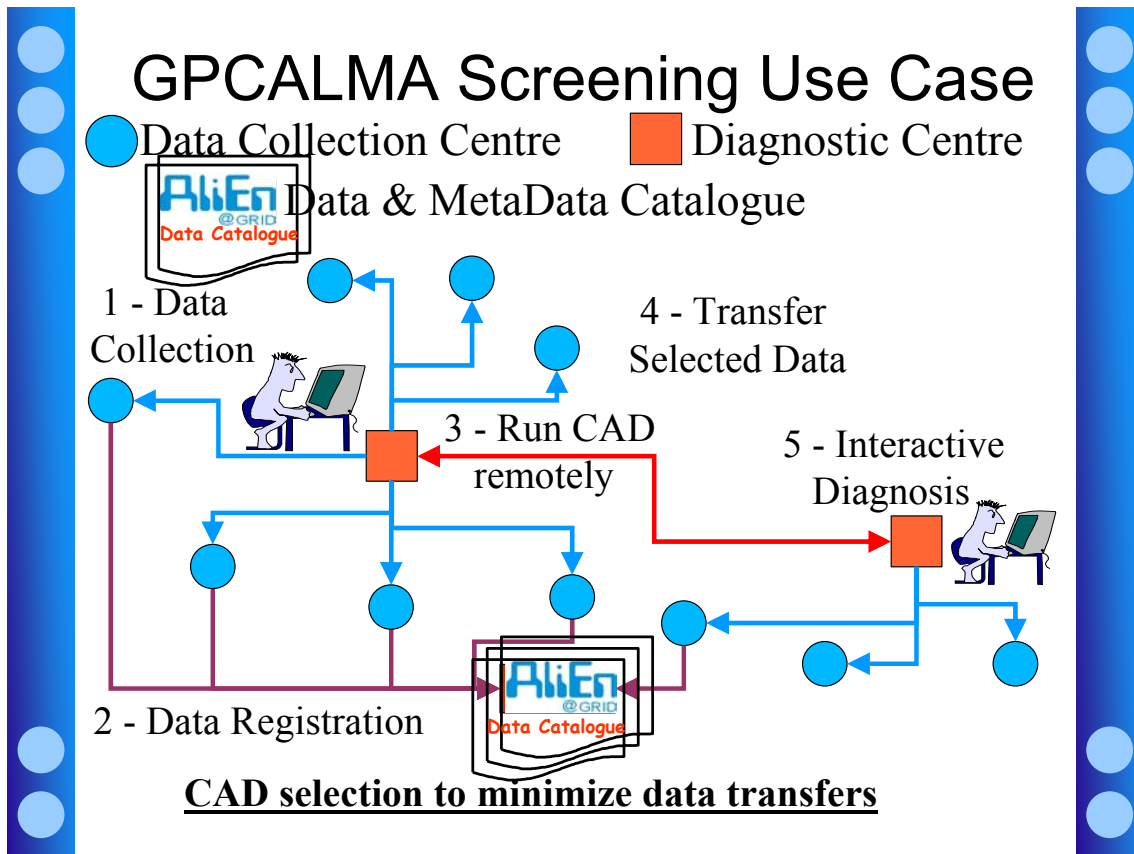 GPCALMA Screening Use Case
Data Collection Centre
Diagnostic Centre
AliEn
@GRID
Data Catalogue
Data & MetaData Catalogue
1 - Data
Collection
4 - Transfer
Selected Data
3 - Run CAD
remotely
5 - Interactive
Diagnosis
AliEn
@GRID
Data Catalogue
2 - Data Registration
CAD selection to minimize data transfers